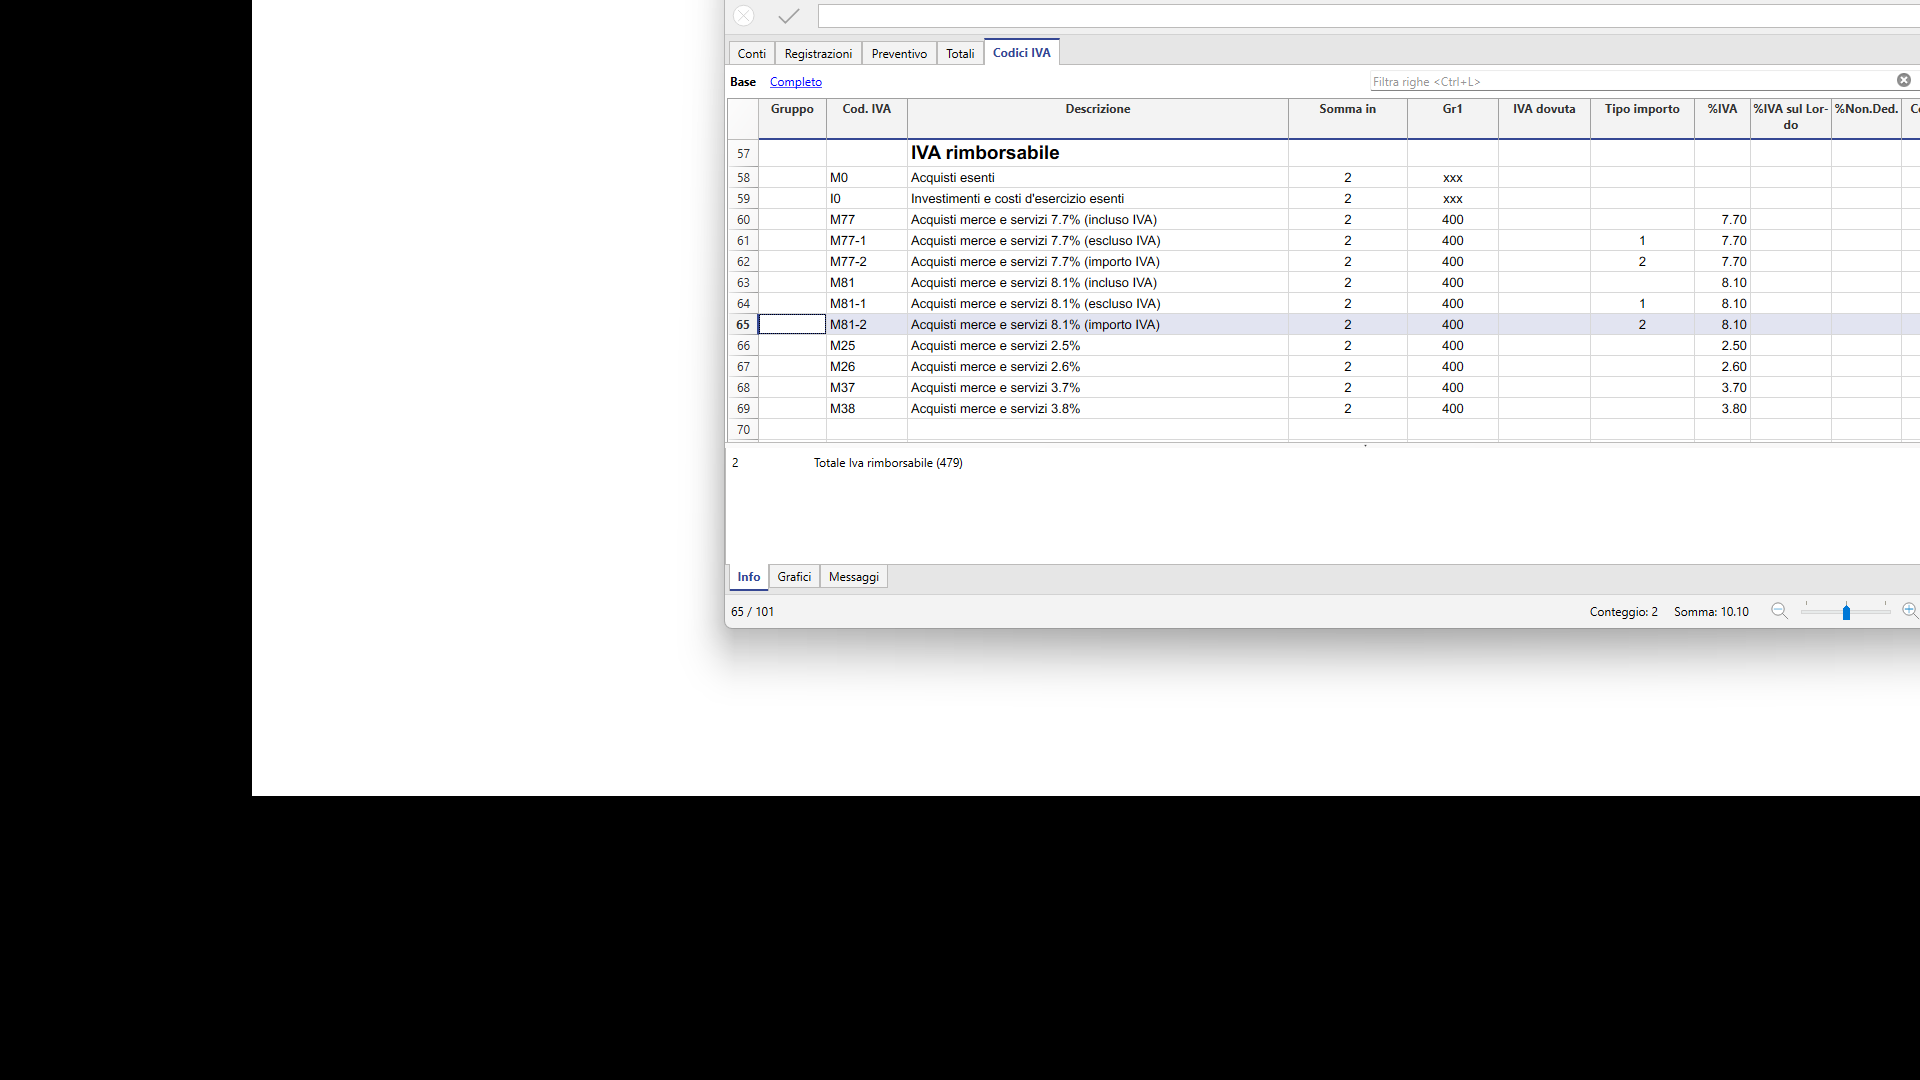 Conti Registrazioni Preventivo Totali Codici IVA
Base Completo Filtra righe <Ctrl+L>
Gruppo Cod. IVA Descrizione Somma in Gr1 IVA dovuta Tipo importo %IVA %IVA sul Lor- %Non.Ded.
do
57 IVA rimborsabile
58 M0 Acquisti esenti 2 xxx
59 I0 Investimenti e costi d'esercizio esenti 2 xxx
60 M77 Acquisti merce e servizi 7.7% (incluso IVA) 2 400 7.70
61 M77-1 Acquisti merce e servizi 7.7% (escluso IVA) 2 400 1 7.70
62 M77-2 Acquisti merce e servizi 7.7% (importo IVA) 2 400 2 7.70
63 M81 Acquisti merce e servizi 8.1% (incluso IVA) 2 400 8.10
64 M81-1 Acquisti merce e servizi 8.1% (escluso IVA) 2 400 1 8.10
65 M81-2 Acquisti merce e servizi 8.1% (importo IVA) 2 400 2 8.10
66 M25 Acquisti merce e servizi 2.5% 2 400 2.50
67 M26 Acquisti merce e servizi 2.6% 2 400 2.60
68 M37 Acquisti merce e servizi 3.7% 2 400 3.70
69 M38 Acquisti merce e servizi 3.8% 2 400 3.80
70
2 Totale Iva rimborsabile (479)
Info Grafici Messaggi
65 / 101 Conteggio: 2 Somma: 10.10